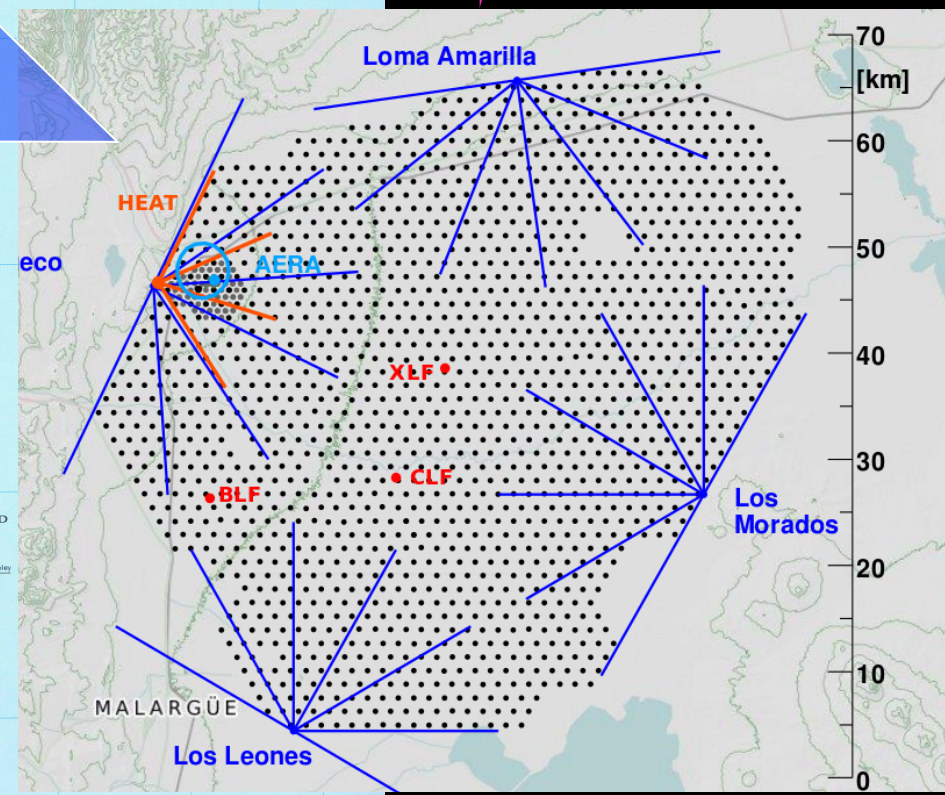 70
Loma Amarilla
[km]
60
HEAT
50
eco
AERA
40
XLF
30
CLF
BLF
Los
Morados
20
10
MALARGÜE
Los Leones
0